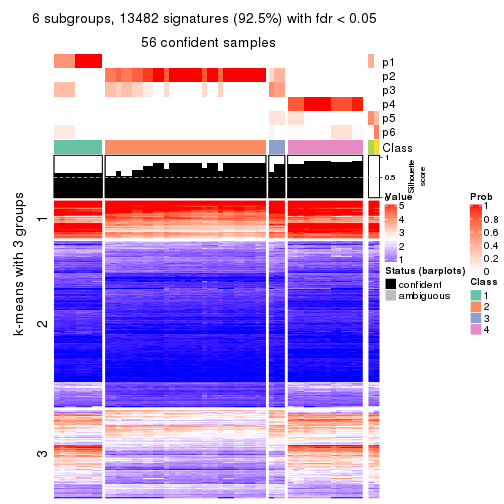 6 subgroups, 13482 signatures (92.5%) with fdr < 0.05
56 confident samples
p1
p2
p3
p4
p5
p6
Class
1
0.5
0
Silhouette
score
k-means with 3 groups
1
2
3
Value
5
4
3
2
1
Status (barplots)
confident
ambiguous
Prob
1
0.8
0.6
0.4
0.2
0
Class
1
2
3
4